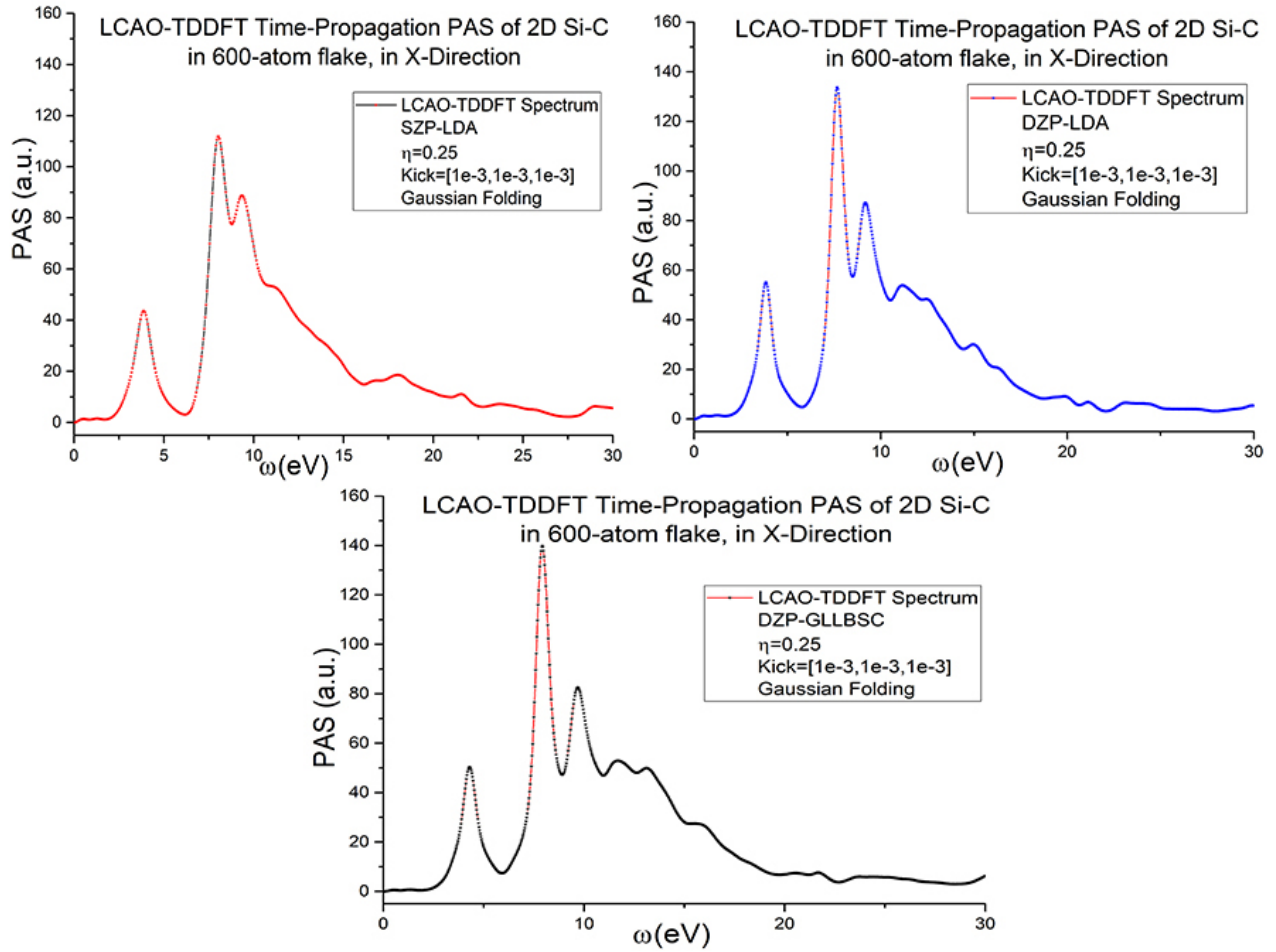 LCAO-TDDFT Time-Propagation PAS of 2D Si-C
in 600-atom flake, in X-Direction
LCAO-TDDFT Spectrum
SZP-LDA
η=0.25
Kick=[1e-3,1e-3,1e-3]
Gaussian Folding
PAS (a.u.)
160
140
120
100
80
60
40
20
0
0
5
10
15
20
25
30
ω(eV)
LCAO-TDDFT Time-Propagation PAS of 2D Si-C
in 600-atom flake, in X-Direction
LCAO-TDDFT Spectrum
DZP-LDA
η=0.25
Kick=[1e-3,1e-3,1e-3]
Gaussian Folding
PAS (a.u.)
160
140
120
100
80
60
40
20
0
0
10
20
30
ω(eV)
LCAO-TDDFT Time-Propagation PAS of 2D Si-C
in 600-atom flake, in X-Direction
LCAO-TDDFT Spectrum
DZP-GLLBSC
η=0.25
Kick=[1e-3,1e-3,1e-3]
Gaussian Folding
PAS (a.u.)
160
140
120
100
80
60
40
20
0
0
10
20
30
ω(eV)